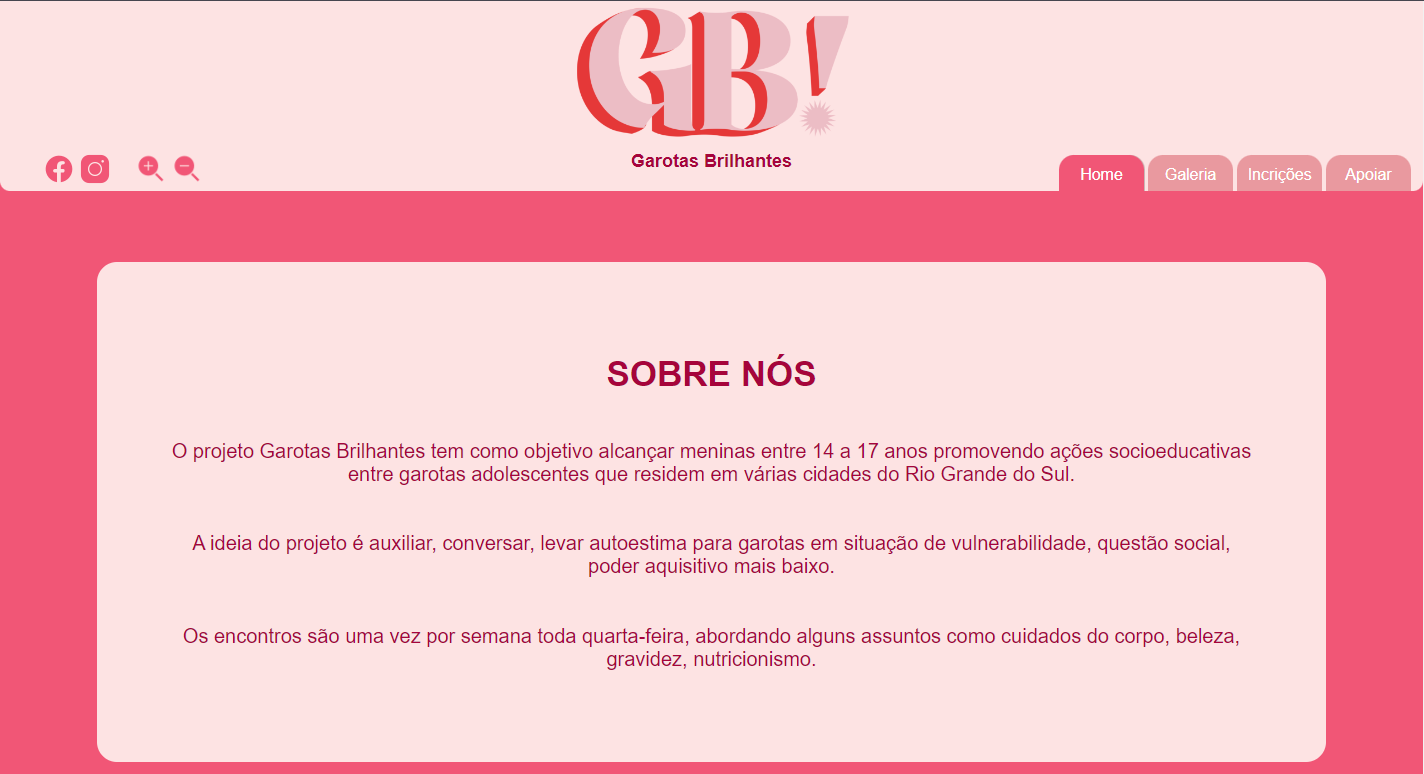 GB!
Garotas Brilhantes
Home Galeria Incrições Apoiar
SOBRE NÓS
O projeto Garotas Brilhantes tem como objetivo alcançar meninas entre 14 a 17 anos promovendo ações socioeducativas
entre garotas adolescentes que residem em várias cidades do Rio Grande do Sul.
A ideia do projeto é auxiliar, conversar, levar autoestima para garotas em situação de vulnerabilidade, questão social,
poder aquisitivo mais baixo.
Os encontros são uma vez por semana toda quarta-feira, abordando alguns assuntos como cuidados do corpo, beleza,
gravidez, nutricionismo.